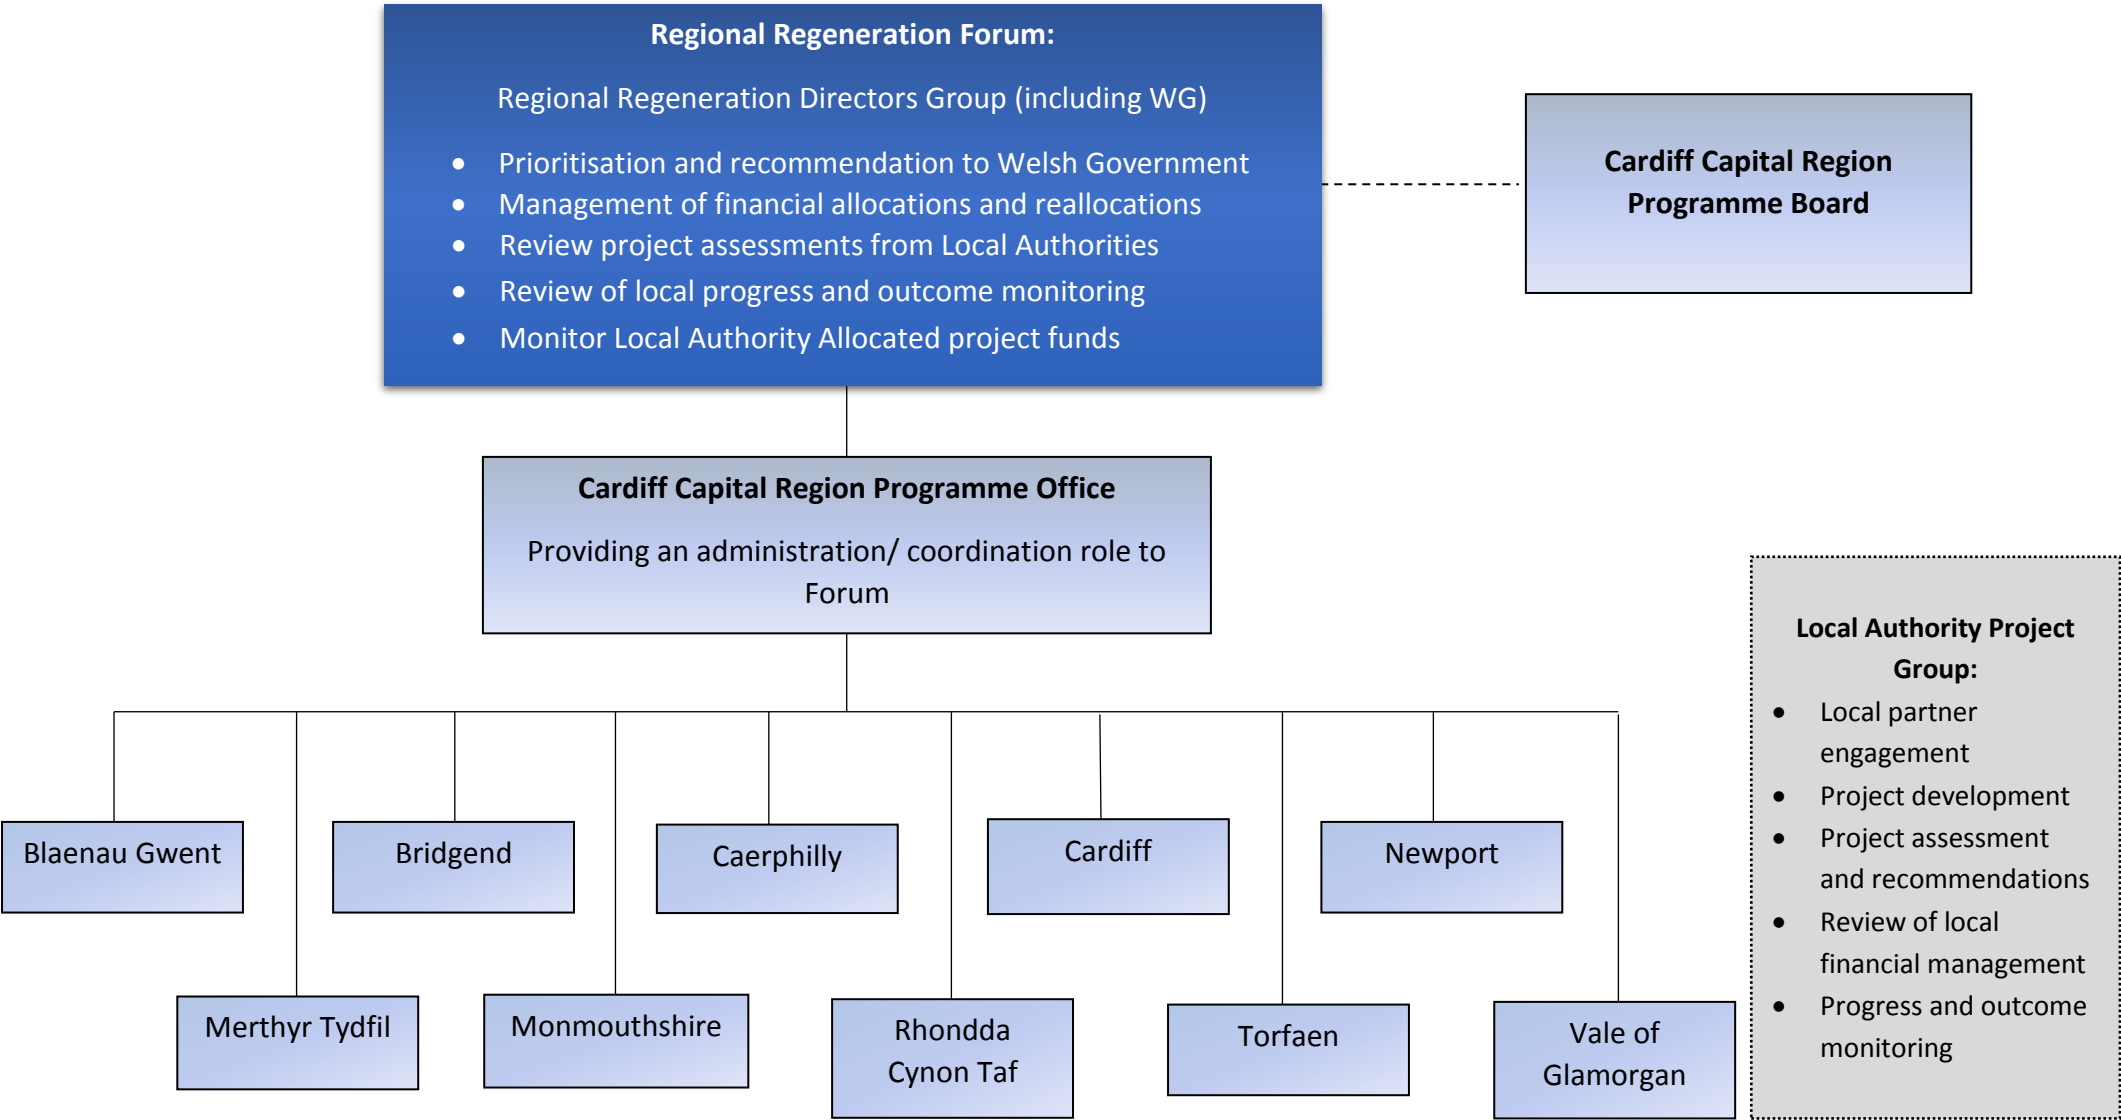 Regional Regeneration Forum:
Regional Regeneration Directors Group (including WG)
• Prioritisation and recommendation to Welsh Government
• Management of financial allocations and reallocations
• Review project assessments from Local Authorities
• Review of local progress and outcome monitoring
• Monitor Local Authority Allocated project funds
Cardiff Capital Region
Programme Board
Cardiff Capital Region Programme Office
Providing an administration/ coordination role to
Forum
Blaenau Gwent
Bridgend
Caerphilly
Cardiff
Newport
Merthyr Tydfil
Monmouthshire
Rhondda
Cynon Taf
Torfaen
Vale of
Glamorgan
Local Authority Project
Group:
• Local partner
engagement
• Project development
• Project assessment
and recommendations
• Review of local
financial management
• Progress and outcome
monitoring